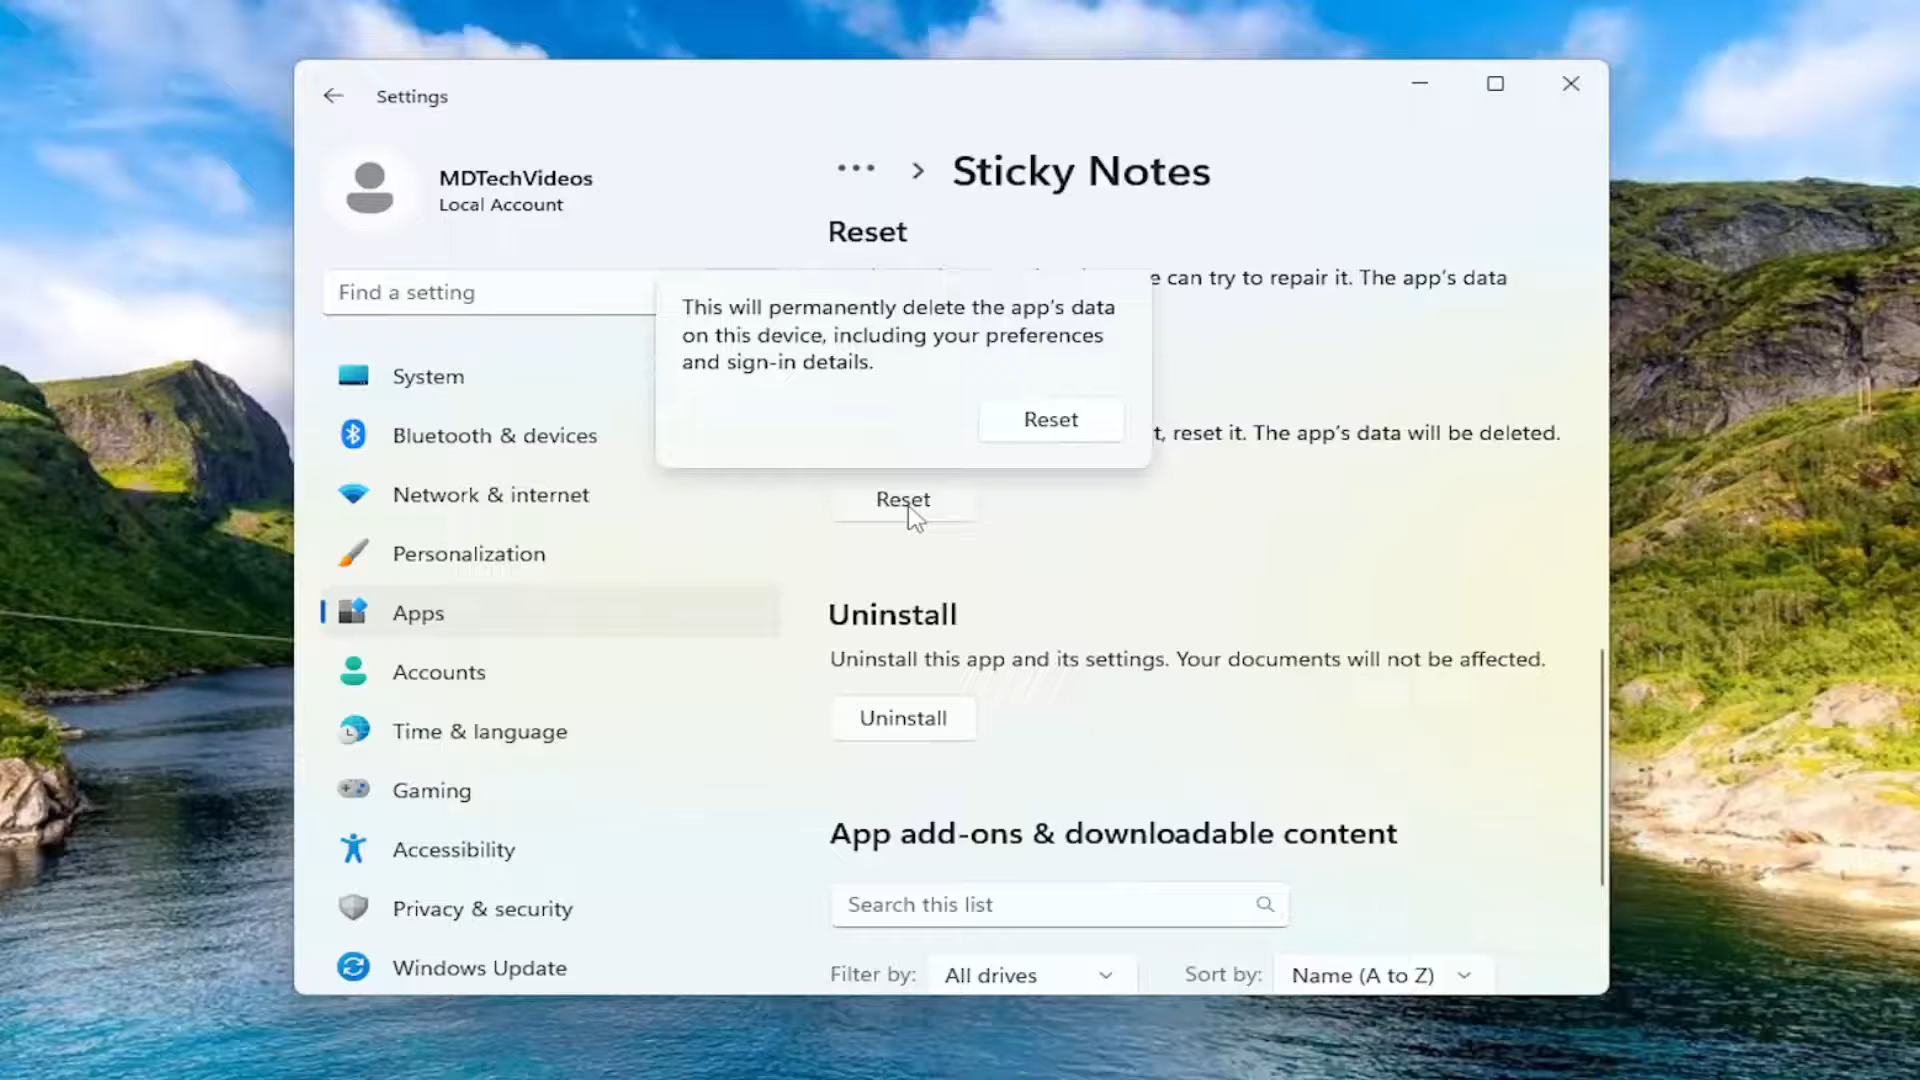 Settings
MDTechVideos
Local Account
Find a setting
System
Bluetooth & devices
Network & internet
Personalization
Apps
Accounts
Time & language
Gaming
Accessibility
Privacy & security
Windows Update
Sticky Notes
Reset
can try to repair it. The app's data
This will permanently delete the app's data
on this device, including your preferences
and sign-in details.
Reset
reset it. The app's data will be deleted.
Reset
Uninstall
Uninstall this app and its settings. Your documents will not be affected.
Uninstall
App add-ons & downloadable content
Search this list
Filter by: All drives Sort by: Name (A to Z)